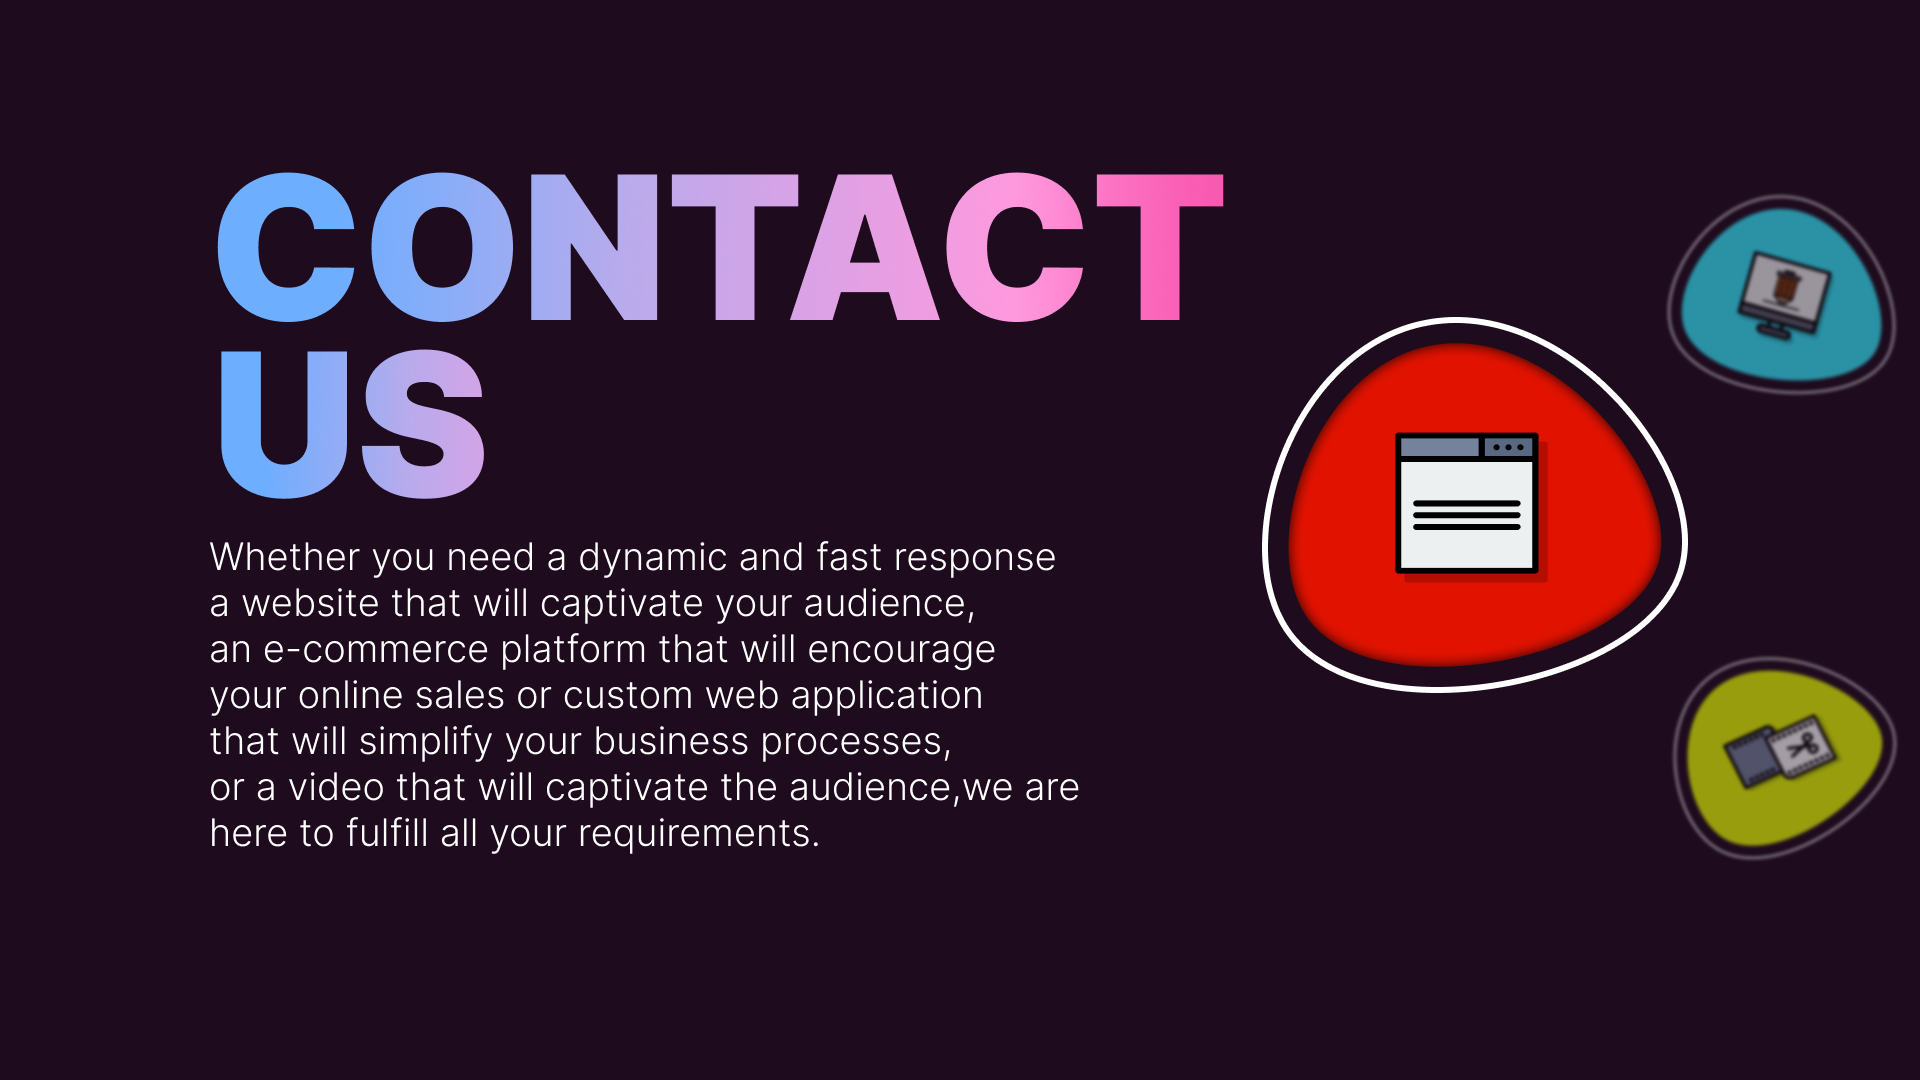 CONTACT
US
Whether you need a dynamic and fast response
a website that will captivate your audience,
an e-commerce platform that will encourage
your online sales or custom web application
that will simplify your business processes,
or a video that will captivate the audience,we are
here to fulfill all your requirements.